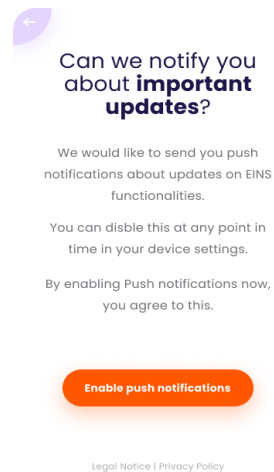 Can we notify you
about important
updates?
We would like to send you push
notifications about updates on EINS
functionalities.
You can disble this at any point in
time in your device settings.
By enabling Push notifications now,
you agree to this.
Enable push notifications
Legal Notice | Privacy Policy